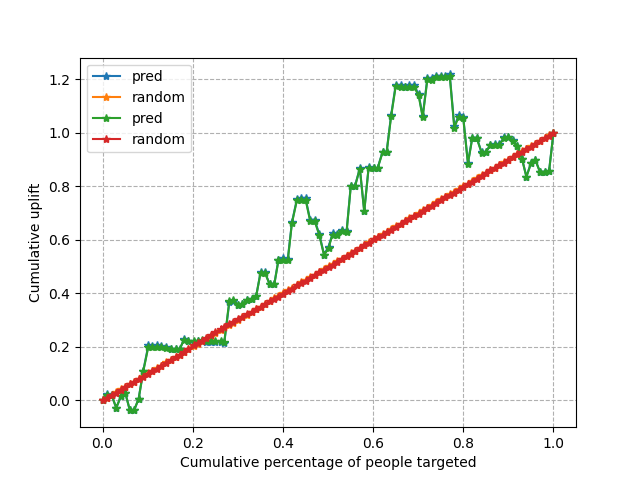 pred
random
pred
random
1.2
1.0
0.8
0.6
0.4
0.2
0.0
Cumulative uplift
0.0 0.2 0.4 0.6 0.8 1.0
Cumulative percentage of people targeted